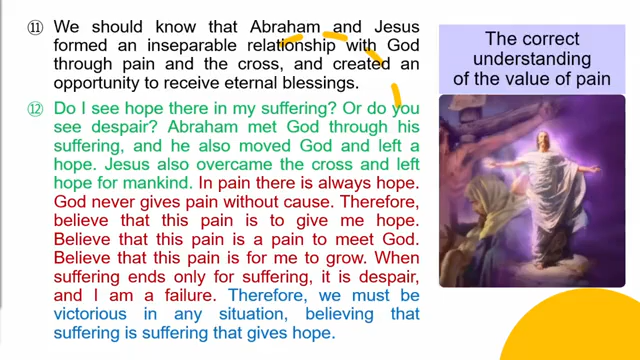 ⑪ We should know that Abraham and Jesus
formed an inseparable relationship with God
through pain and the cross, and created an
opportunity to receive eternal blessings.
⑫ Do I see hope there in my suffering? Or do you
see despair? Abraham met God through his
suffering, and he also moved God and left a
hope. Jesus also overcame the cross and left
hope for mankind. In pain there is always hope.
God never gives pain without cause. Therefore,
believe that this pain is to give me hope.
Believe that this pain is a pain to meet God.
Believe that this pain is for me to grow. When
suffering ends only for suffering, it is despair,
and I am a failure. Therefore, we must be
victorious in any situation, believing that
suffering is suffering that gives hope.
The correct
understanding
of the value of pain